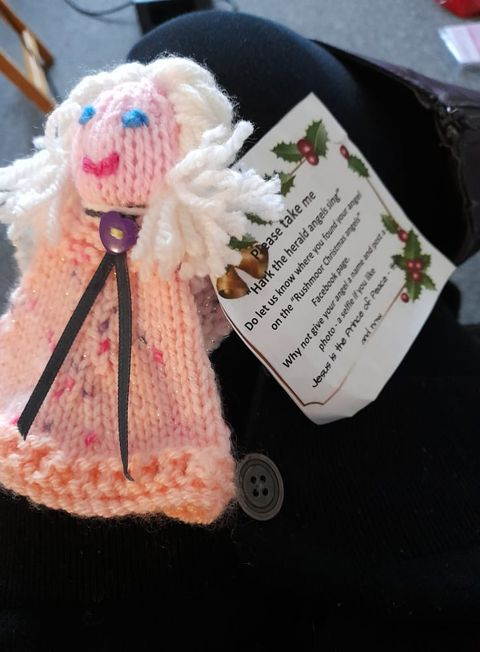 Please take me
"Hark the herald angels sing"
Do let us know where you found your angel
on the "Rushmoor Christmas angels"
Facebook page.
Why not give your angel a name and post a
photo - a selfie if you like
Jesus is the Prince of Peace -
and now